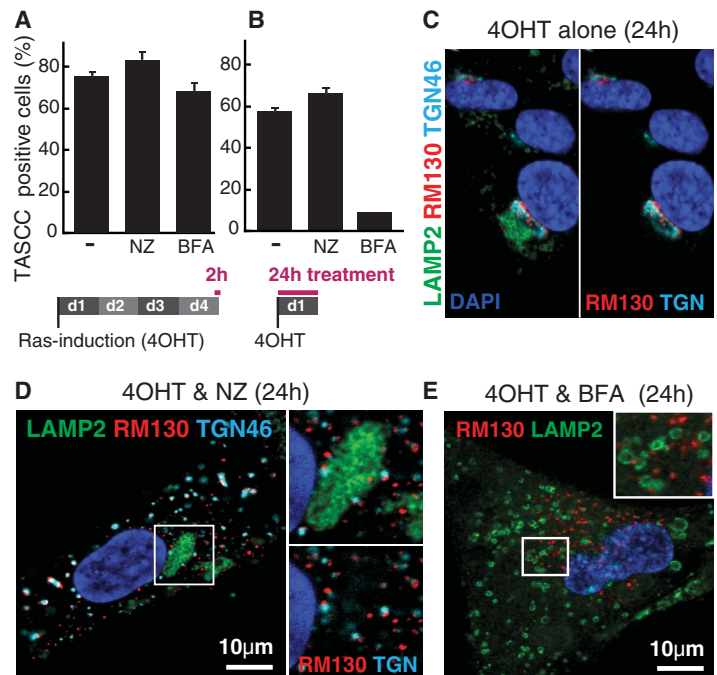 A
TASCC positive cells (%)
80
60
40
20
0
- NZ BFA
2h
d1 d2 d3 d4
Ras-induction (4OHT)
B
80
60
40
20
0
- NZ BFA
24h treatment
d1
4OHT
C 4OHT alone (24h)
LAMP2 RM130 TGN46
DAPI
RM130 TGN
D 4OHT & NZ (24h)
LAMP2 RM130 TGN46
10µm
RM130 TGN
E 4OHT & BFA (24h)
RM130 LAMP2
10µm